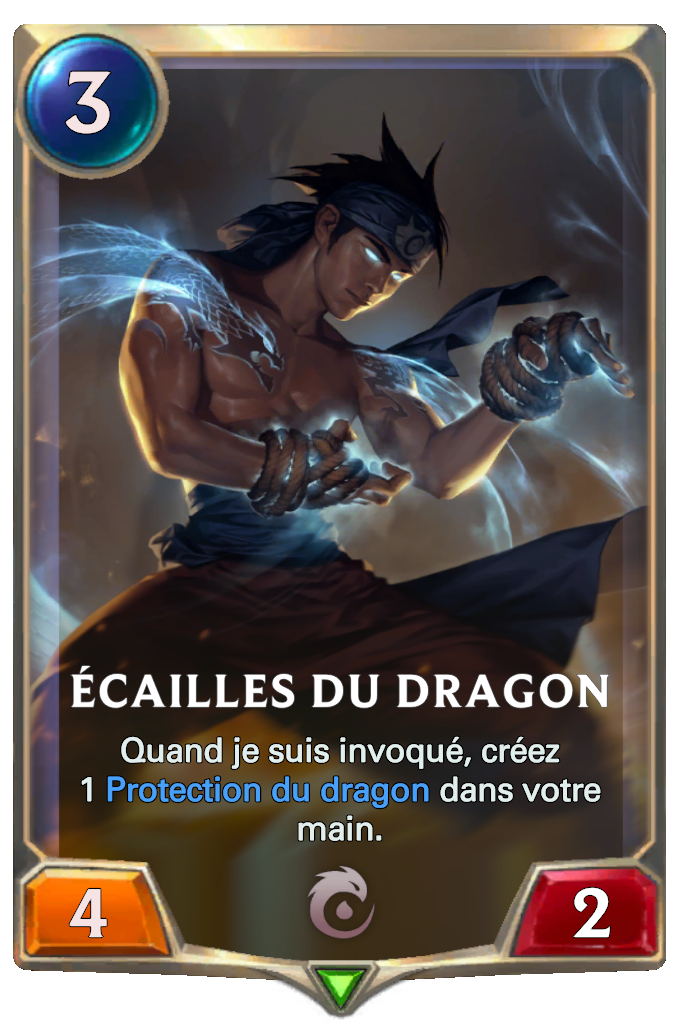 3
ÉCAILLES DU DRAGON
Quand je suis invoqué, créez
1 Protection du dragon dans votre
main.
4
2